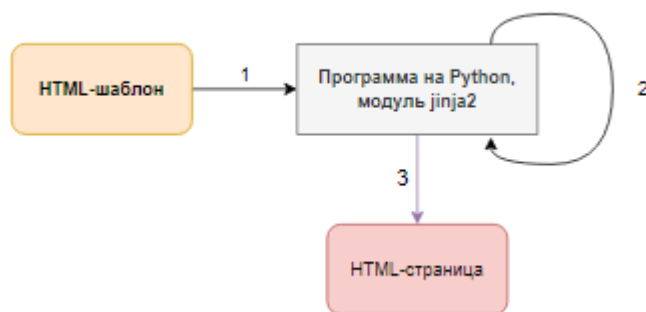 HTML-шаблон
1
Программа на Python,
модуль jinja2
2
3
HTML-страница